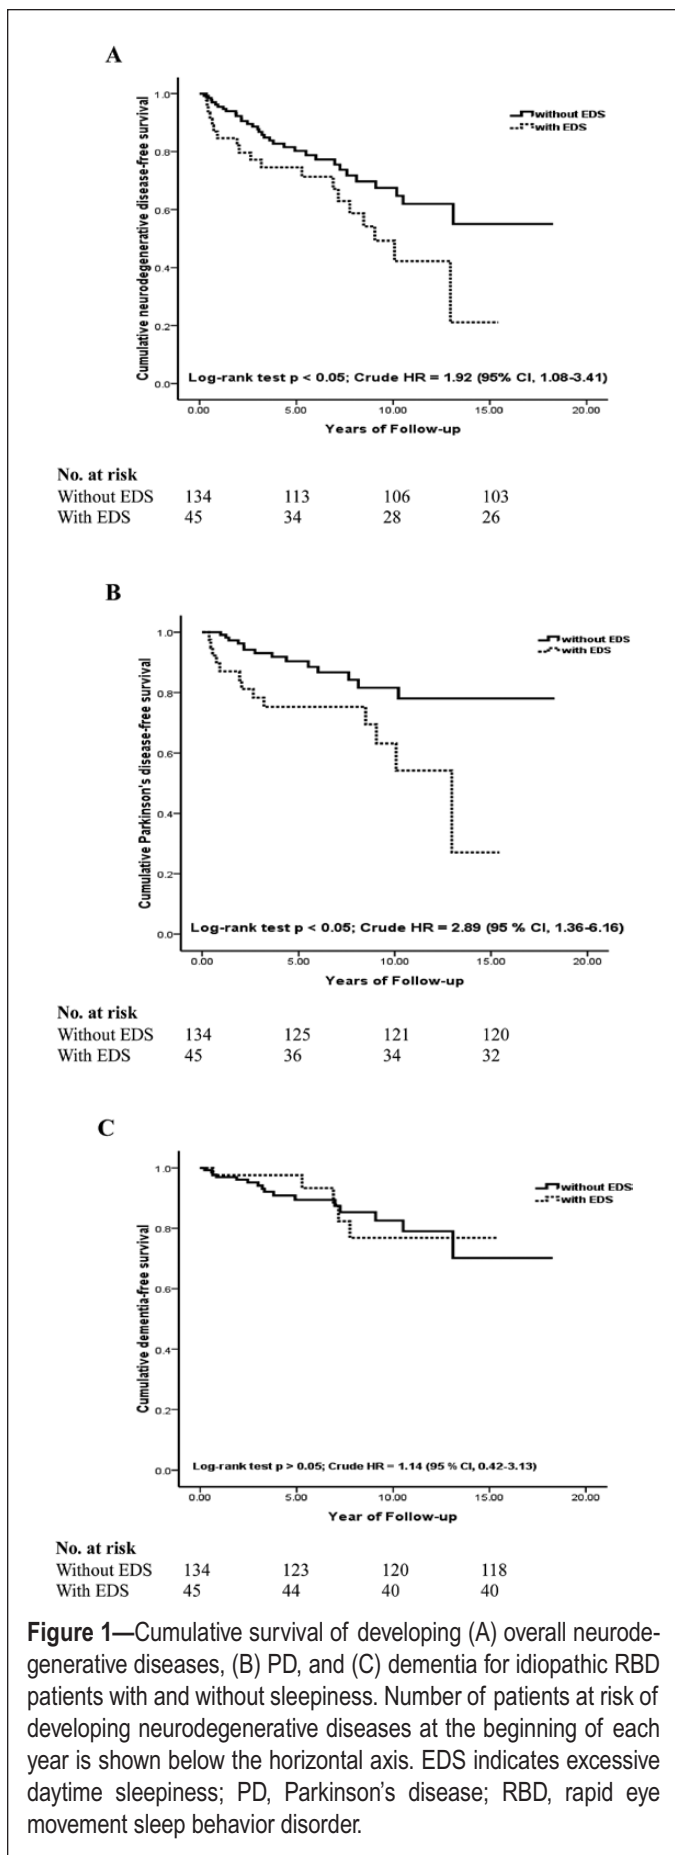 A
Cumulative neurodegenerative disease-free survival
1.0
0.8
0.6
0.4
0.2
0.0
without EDS
with EDS
Log-rank test p < 0.05; Crude HR = 1.92 (95% CI, 1.08-3.41)
0.00 5.00 10.00 15.00 20.00
Years of Follow-up
No. at risk
Without EDS 134 113 106 103
With EDS 45 34 28 26
B
Cumulative Parkinson's disease-free survival
1.0
0.8
0.6
0.4
0.2
0.0
without EDS
with EDS
Log-rank test p < 0.05; Crude HR = 2.89 (95 % CI, 1.36-6.16)
0.00 5.00 10.00 15.00 20.00
Years of Follow-up
No. at risk
Without EDS 134 125 121 120
With EDS 45 36 34 32
C
Cumulative dementia-free survival
1.0
0.8
0.6
0.4
0.2
0.0
without EDS
with EDS
Log-rank test p > 0.05; Crude HR = 1.14 (95 % CI, 0.42-3.13)
0.00 5.00 10.00 15.00 20.00
Year of Follow-up
No. at risk
Without EDS 134 123 120 118
With EDS 45 44 40 40
Figure 1—Cumulative survival of developing (A) overall neurode-
generative diseases, (B) PD, and (C) dementia for idiopathic RBD
patients with and without sleepiness. Number of patients at risk of
developing neurodegenerative diseases at the beginning of each
year is shown below the horizontal axis. EDS indicates excessive
daytime sleepiness; PD, Parkinson's disease; RBD, rapid eye
movement sleep behavior disorder.